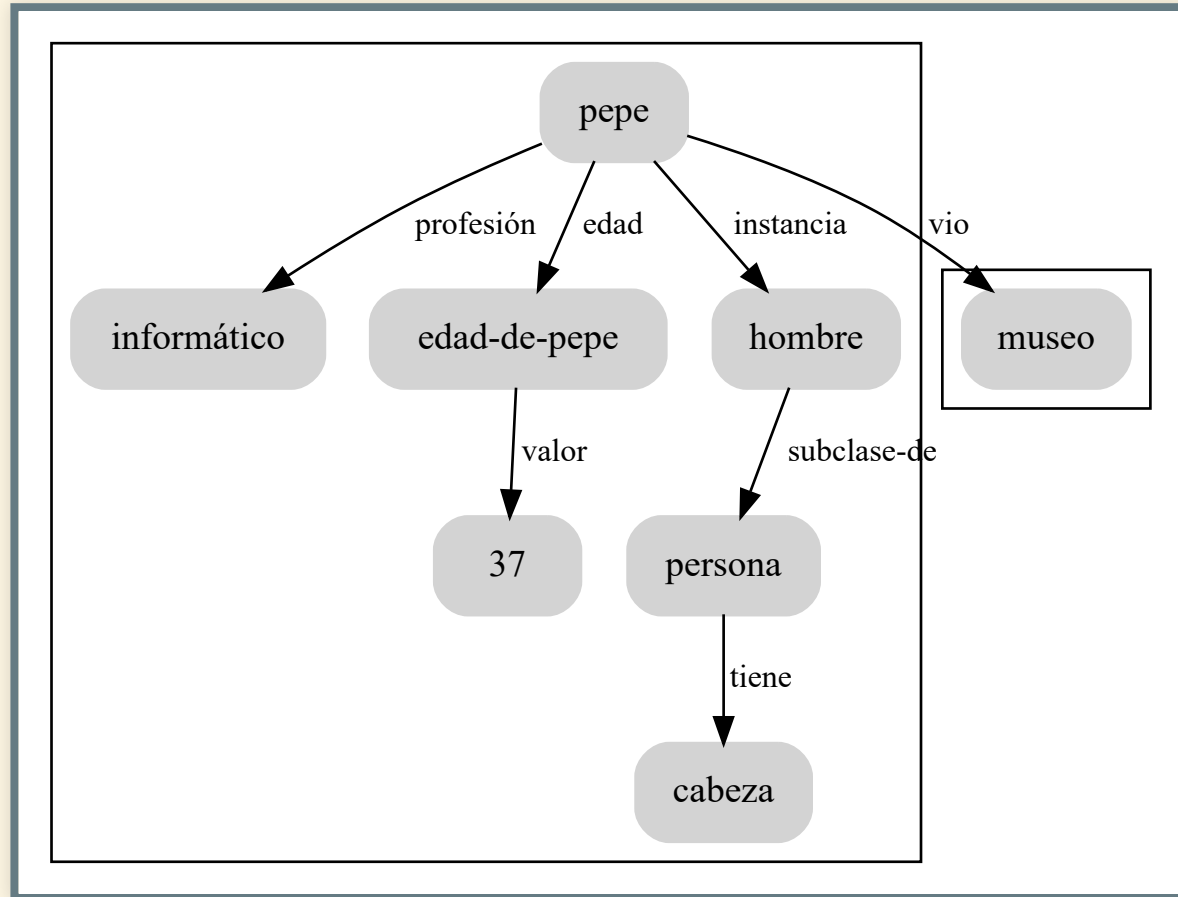 pepe
profesión
edad
instancia
vio
informático
edad-de-pepe
hombre
museo
valor
subclase-de
37
persona
tiene
cabeza